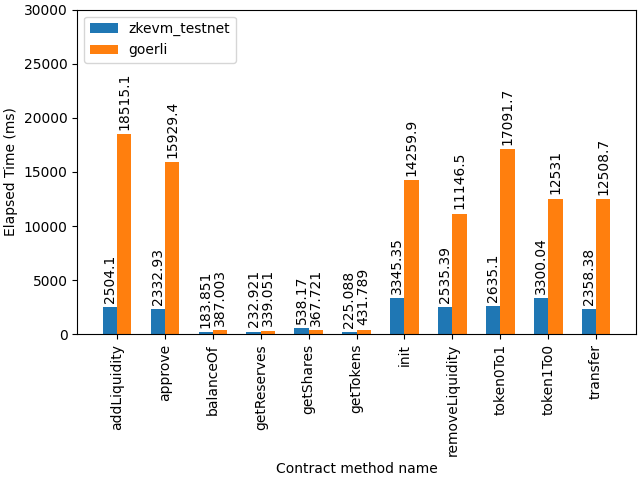 30000
25000
20000
15000
10000
5000
0
Elapsed Time (ms)
zkevm_testnet
goerli
2504.1
18515.1
2332.93
15929.4
183.851
387.003
232.921
339.051
538.17
367.721
225.088
431.789
3345.35
14259.9
2535.39
11146.5
2635.1
17091.7
3300.04
12531
2358.38
12508.7
addLiquidity
approve
balanceOf
getReserves
getShares
getTokens
init
removeLiquidity
token0To1
token1To0
transfer
Contract method name